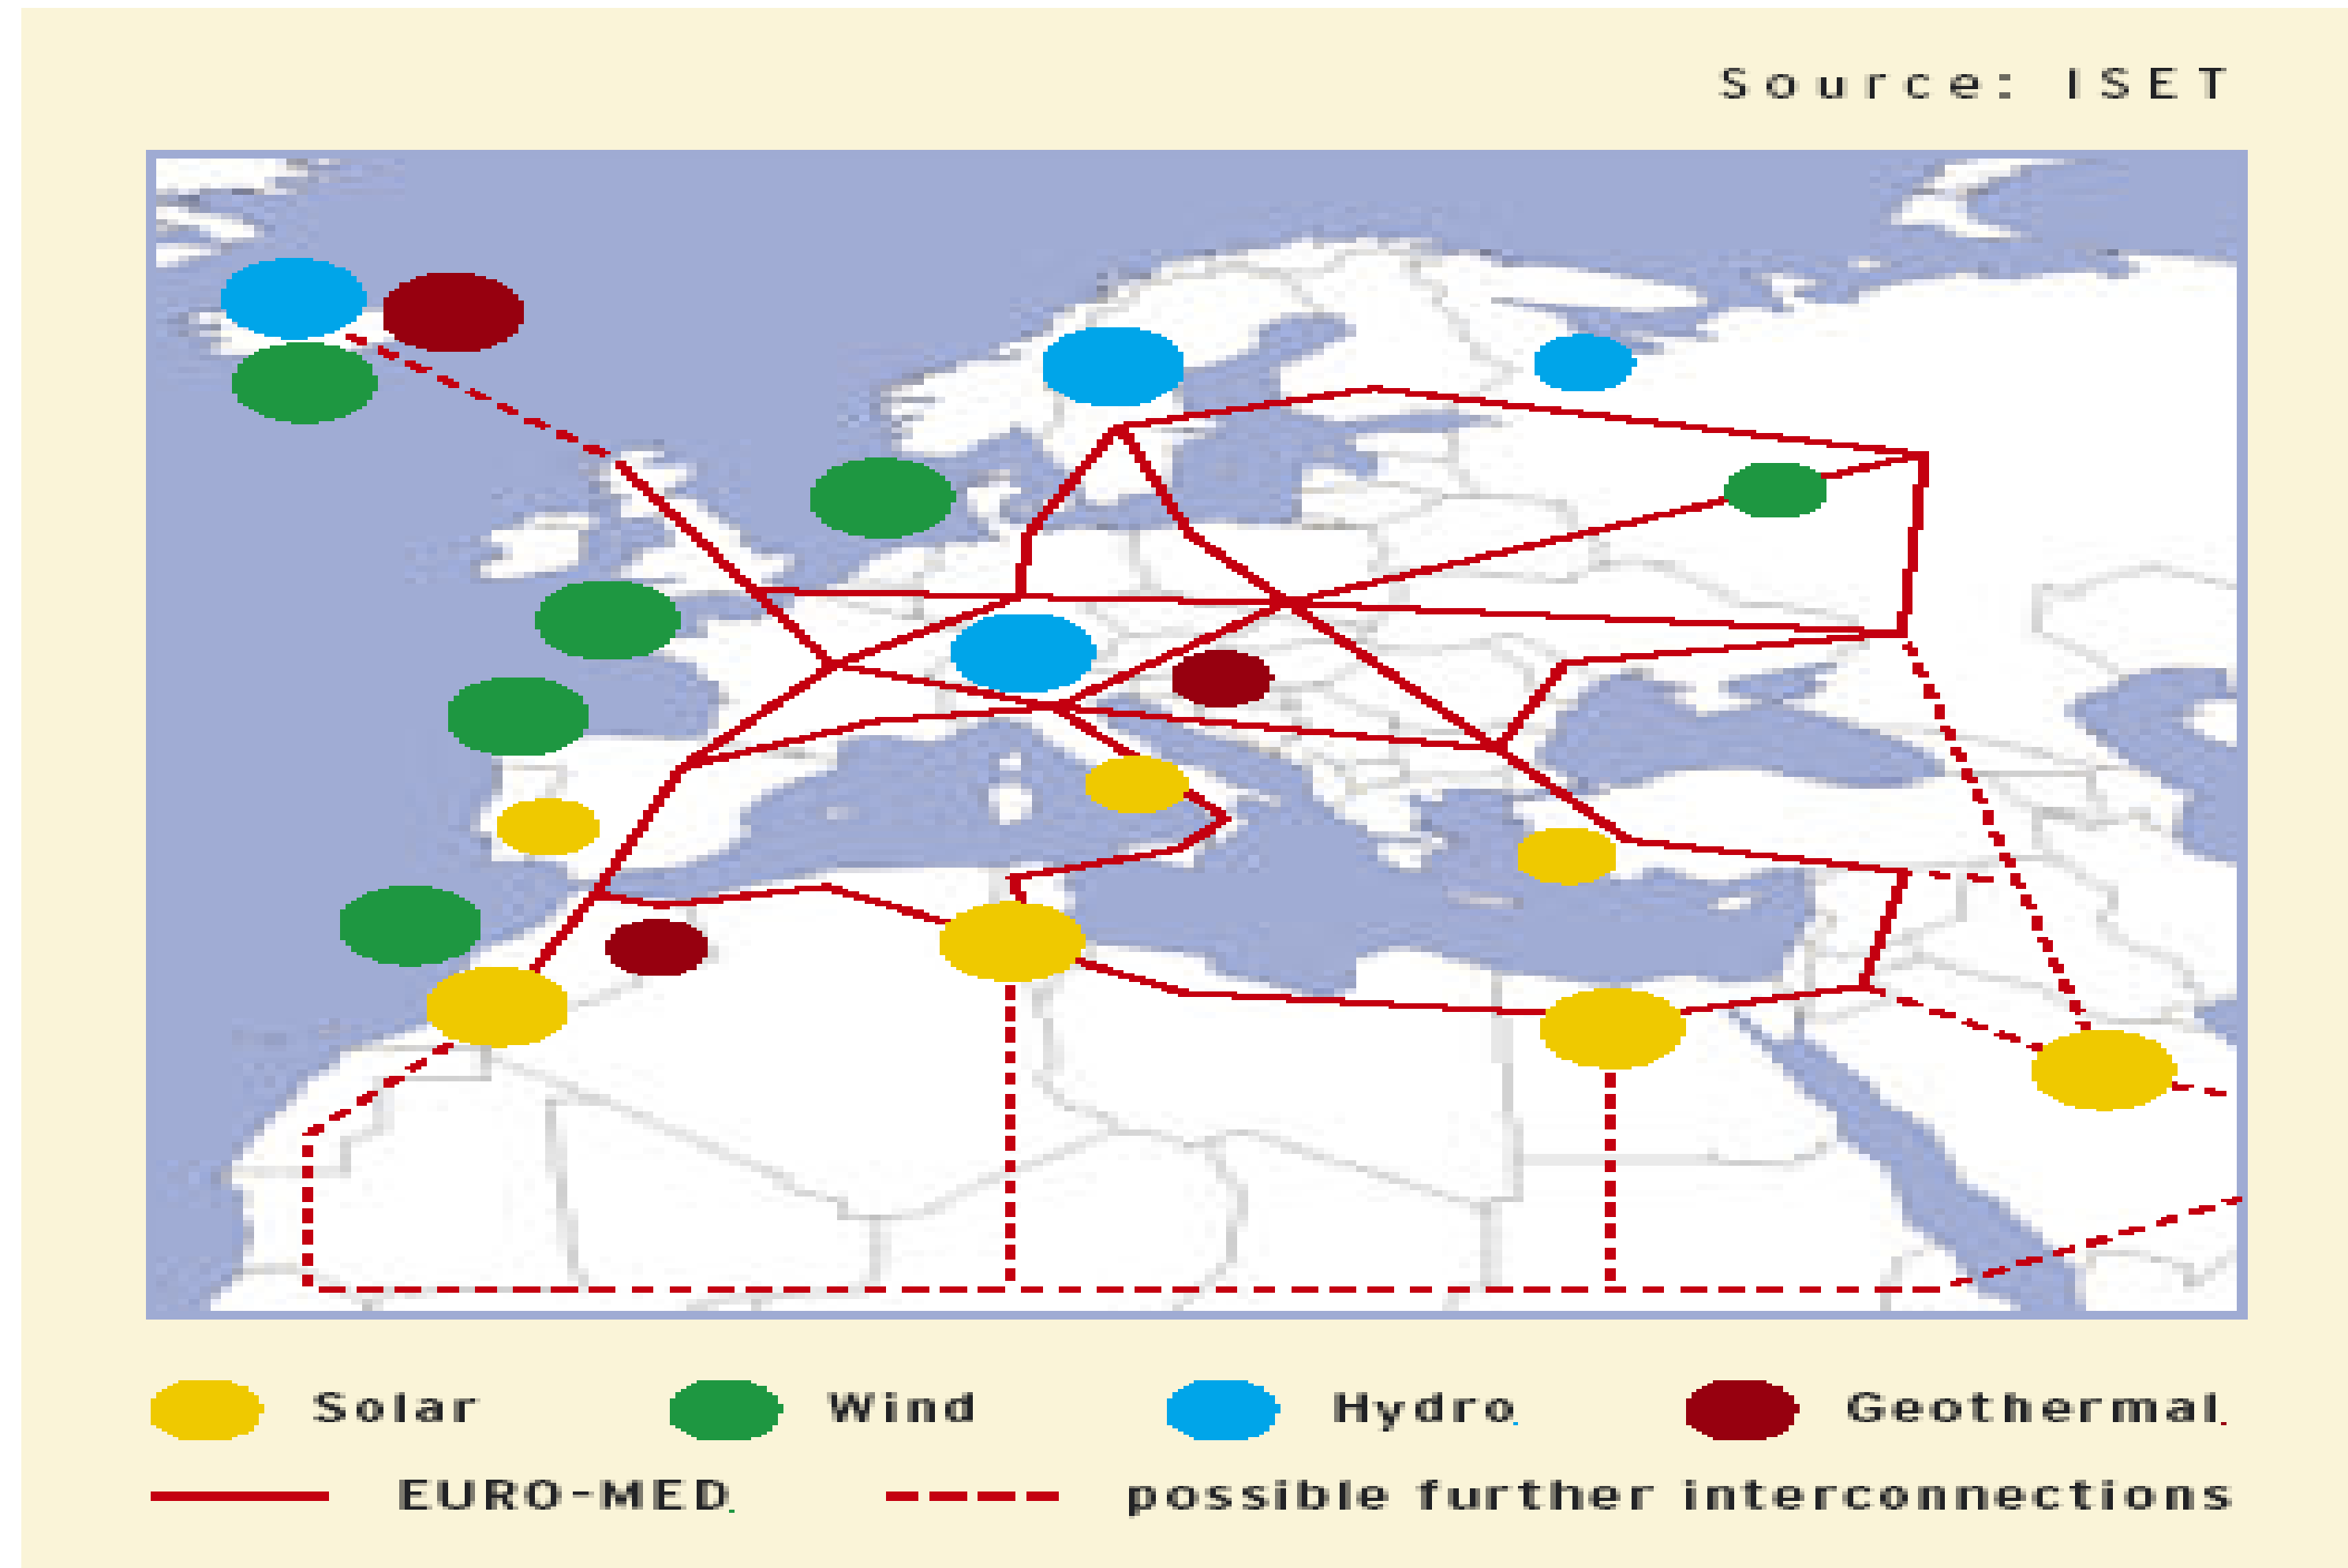 Source: ISET
Solar Wind Hydro Geothermal
EURO-MED possible further interconnections